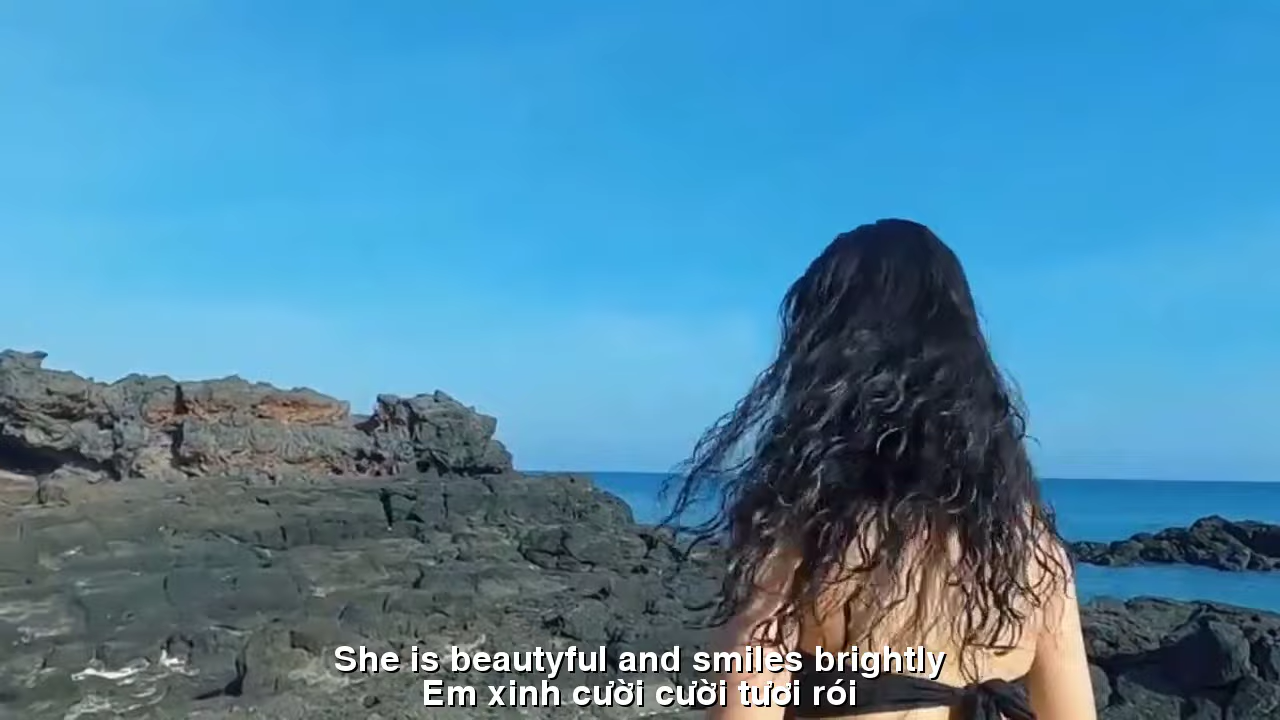 She is beautyful and smiles brightly
Em xinh cười cười tươi rói